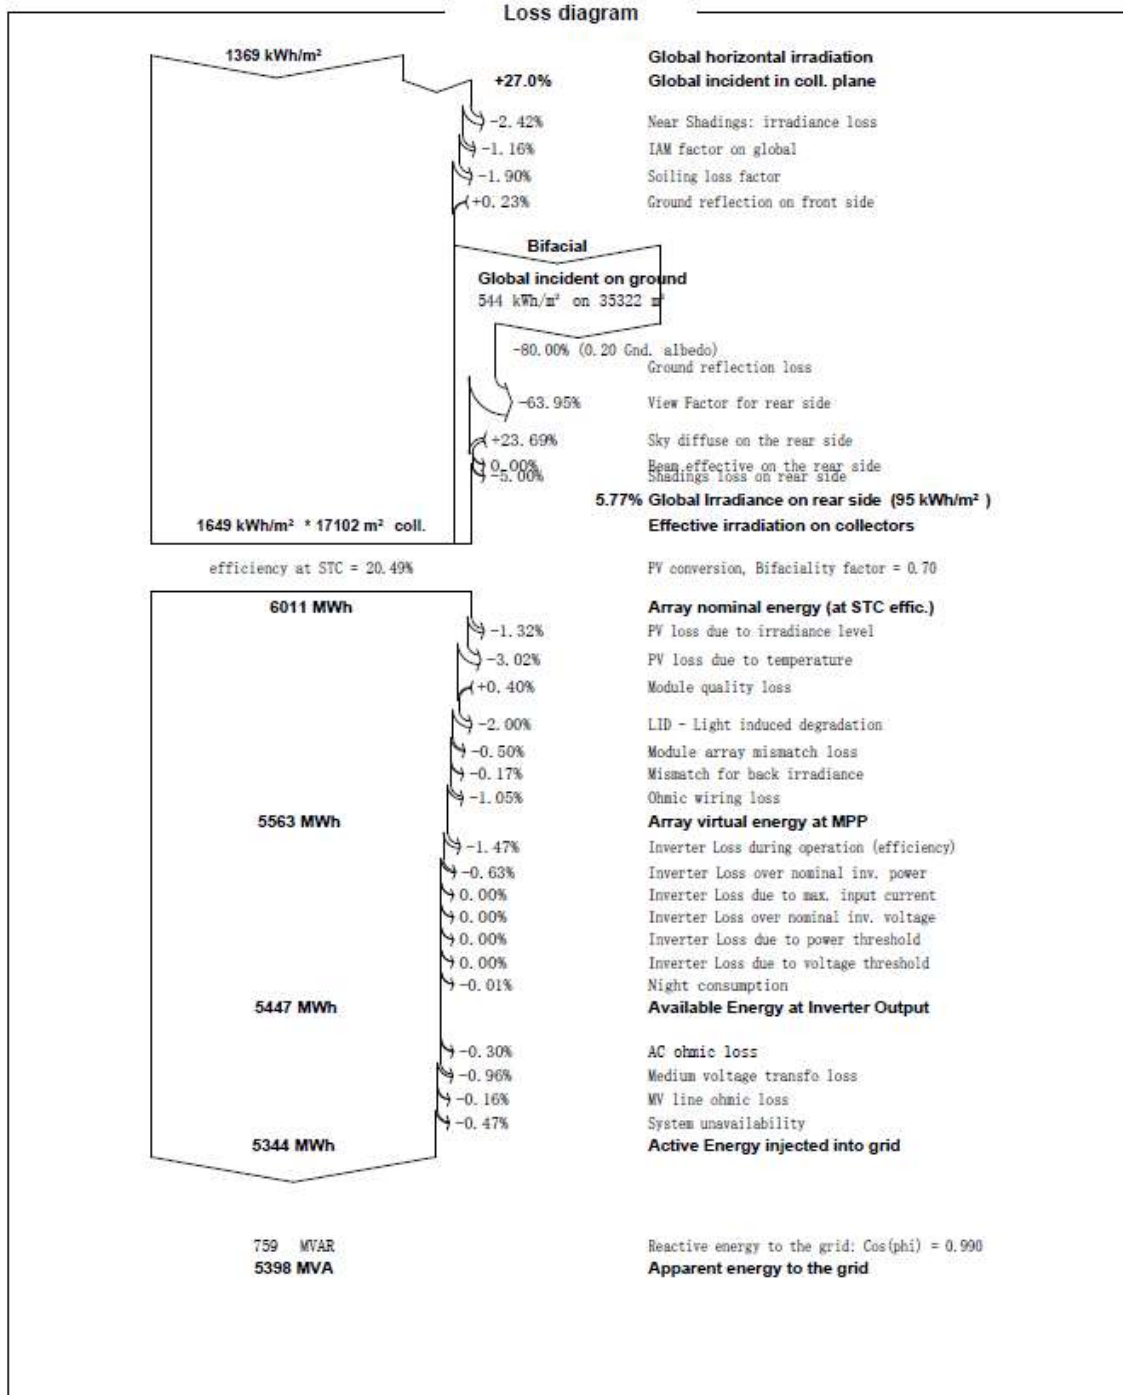 Loss diagram
1369 kWh/m² Global horizontal irradiation
+27.0% Global incident in coll. plane
-2.42% Near Shadings: irradiance loss
-1.16% IAM factor on global
-1.90% Soiling loss factor
+0.23% Ground reflection on front side
Bifacial
Global incident on ground
544 kWh/m² on 35322 m²
-80.00% (0.20 Gnd. albedo)
Ground reflection loss
-63.95% View Factor for rear side
+23.69% Sky diffuse on the rear side
0.00% Beam effective on the rear side
-5.00% Shadings loss on rear side
5.77% Global Irradiance on rear side (95 kWh/m² )
1649 kWh/m² * 17102 m² coll. Effective irradiation on collectors
efficiency at STC = 20.49% PV conversion, Bifaciality factor = 0.70
6011 MWh Array nominal energy (at STC effic.)
-1.32% PV loss due to irradiance level
-3.02% PV loss due to temperature
+0.40% Module quality loss
-2.00% LID - Light induced degradation
-0.50% Module array mismatch loss
-0.17% Mismatch for back irradiance
-1.05% Ohmic wiring loss
5563 MWh Array virtual energy at MPP
-1.47% Inverter Loss during operation (efficiency)
-0.63% Inverter Loss over nominal inv. power
0.00% Inverter Loss due to max. input current
0.00% Inverter Loss over nominal inv. voltage
0.00% Inverter Loss due to power threshold
0.00% Inverter Loss due to voltage threshold
-0.01% Night consumption
5447 MWh Available Energy at Inverter Output
-0.30% AC ohmic loss
-0.96% Medium voltage transfo loss
-0.16% MV line ohmic loss
-0.47% System unavailability
5344 MWh Active Energy injected into grid
759 MVAR Reactive energy to the grid: Cos(phi) = 0.990
5398 MVA Apparent energy to the grid